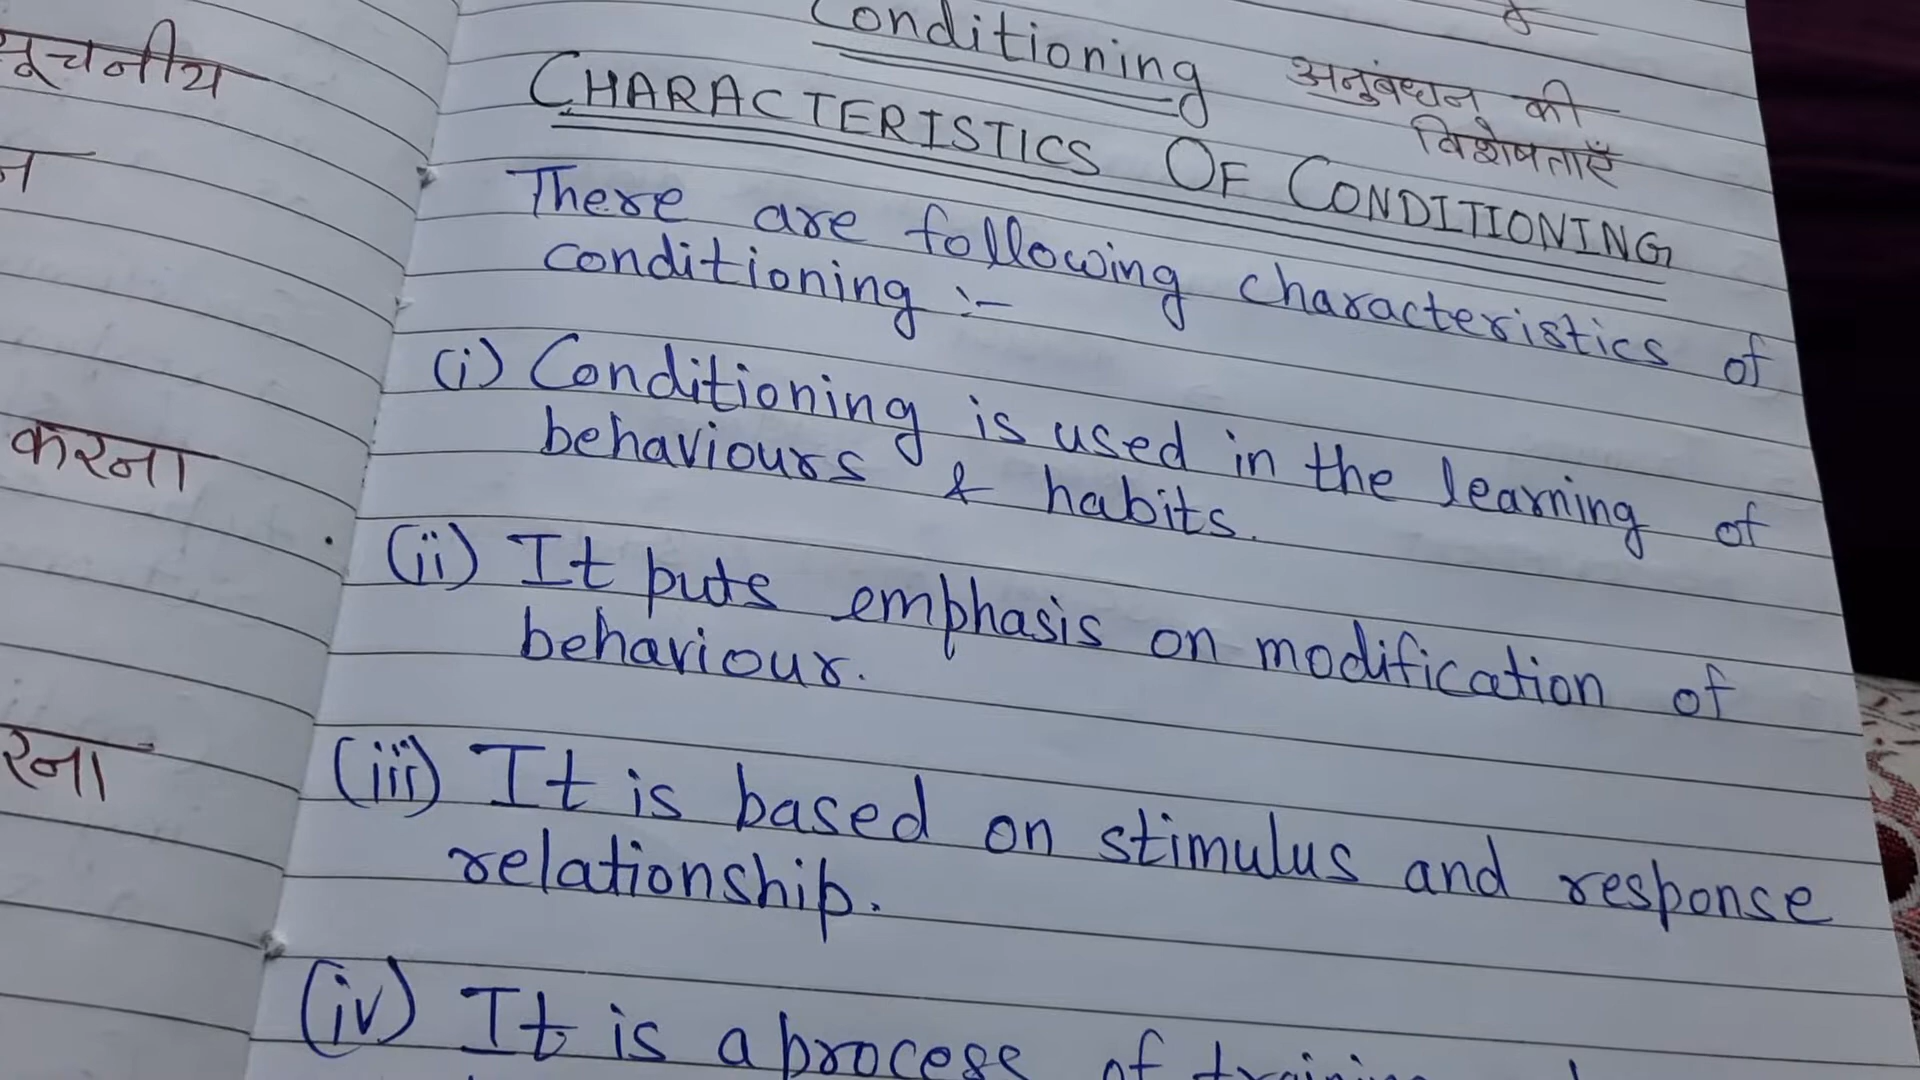 सूचनीय
न
करना
रना
Conditioning
अनुबंधन की
विशेषताएँ
CHARACTERISTICS OF CONDITIONING
There are following characteristics of
conditioning :-
(i) Conditioning is used in the learning of
behaviours & habits.
(ii) It puts emphasis on modification of
behaviour.
(iii) It is based on stimulus and response
relationship.
(iv) It is a process of